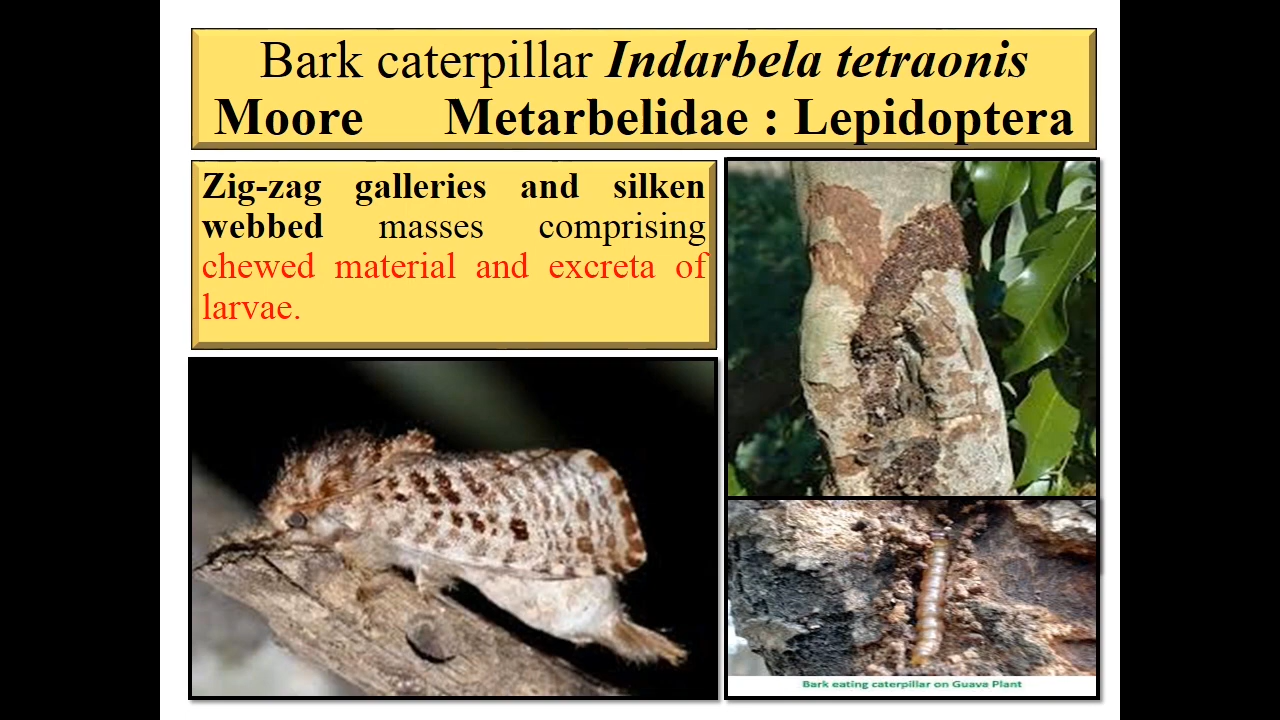 Bark caterpillar Indarbela tetraonis
Moore Metarbelidae : Lepidoptera
Zig-zag galleries and silken
webbed masses comprising
chewed material and excreta of
larvae.
Bark eating caterpillar on Guava Plant